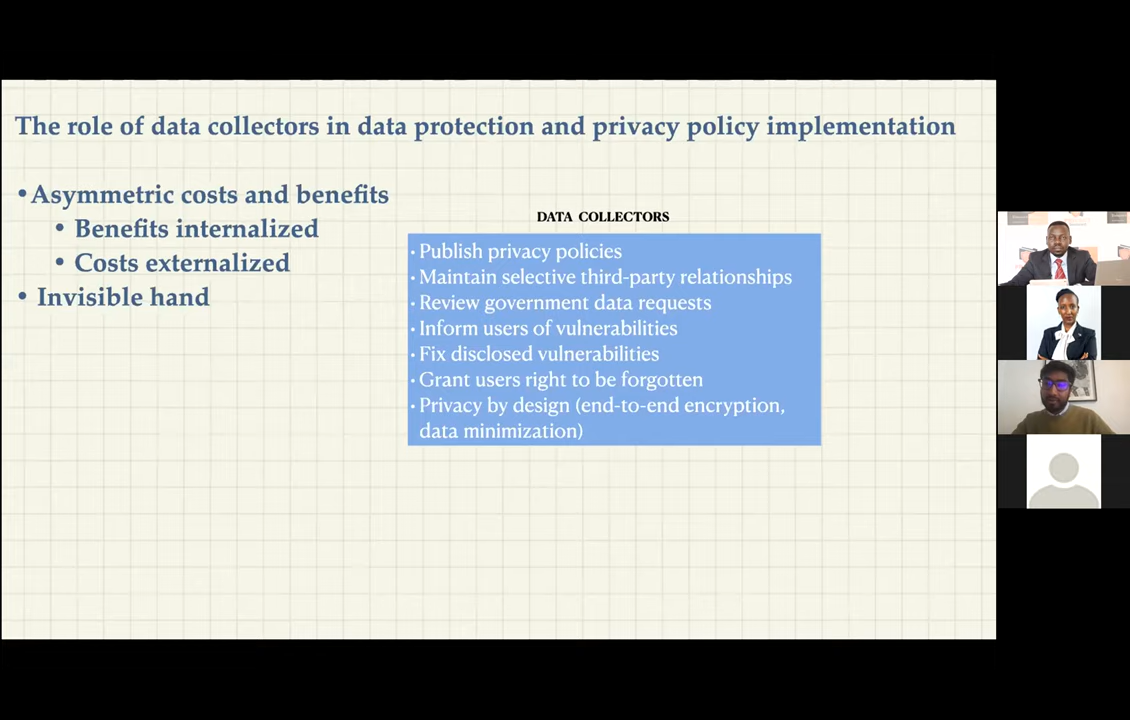 The role of data collectors in data protection and privacy policy implementation
•Asymmetric costs and benefits
• Benefits internalized
• Costs externalized
• Invisible hand
DATA COLLECTORS
• Publish privacy policies
• Maintain selective third-party relationships
• Review government data requests
• Inform users of vulnerabilities
• Fix disclosed vulnerabilities
• Grant users right to be forgotten
• Privacy by design (end-to-end encryption,
data minimization)